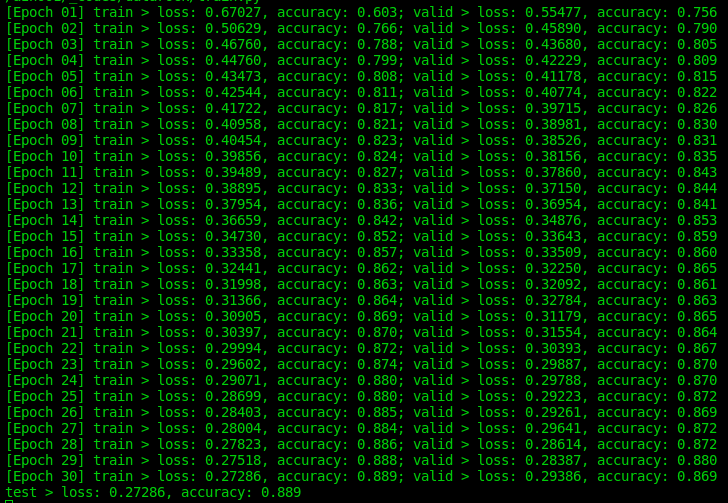 [Epoch 01] train > loss: 0.67027, accuracy: 0.603; valid > loss: 0.55477, accuracy: 0.756
[Epoch 02] train > loss: 0.50629, accuracy: 0.766; valid > loss: 0.45890, accuracy: 0.790
[Epoch 03] train > loss: 0.46760, accuracy: 0.788; valid > loss: 0.43680, accuracy: 0.805
[Epoch 04] train > loss: 0.44760, accuracy: 0.799; valid > loss: 0.42229, accuracy: 0.809
[Epoch 05] train > loss: 0.43473, accuracy: 0.808; valid > loss: 0.41178, accuracy: 0.815
[Epoch 06] train > loss: 0.42544, accuracy: 0.811; valid > loss: 0.40774, accuracy: 0.822
[Epoch 07] train > loss: 0.41722, accuracy: 0.817; valid > loss: 0.39715, accuracy: 0.826
[Epoch 08] train > loss: 0.40958, accuracy: 0.821; valid > loss: 0.38981, accuracy: 0.830
[Epoch 09] train > loss: 0.40454, accuracy: 0.823; valid > loss: 0.38526, accuracy: 0.831
[Epoch 10] train > loss: 0.39856, accuracy: 0.824; valid > loss: 0.38156, accuracy: 0.835
[Epoch 11] train > loss: 0.39489, accuracy: 0.827; valid > loss: 0.37860, accuracy: 0.843
[Epoch 12] train > loss: 0.38895, accuracy: 0.833; valid > loss: 0.37150, accuracy: 0.844
[Epoch 13] train > loss: 0.37954, accuracy: 0.836; valid > loss: 0.36954, accuracy: 0.841
[Epoch 14] train > loss: 0.36659, accuracy: 0.842; valid > loss: 0.34876, accuracy: 0.853
[Epoch 15] train > loss: 0.34730, accuracy: 0.852; valid > loss: 0.33643, accuracy: 0.859
[Epoch 16] train > loss: 0.33358, accuracy: 0.857; valid > loss: 0.33509, accuracy: 0.860
[Epoch 17] train > loss: 0.32441, accuracy: 0.862; valid > loss: 0.32250, accuracy: 0.865
[Epoch 18] train > loss: 0.31998, accuracy: 0.863; valid > loss: 0.32092, accuracy: 0.861
[Epoch 19] train > loss: 0.31366, accuracy: 0.864; valid > loss: 0.32784, accuracy: 0.863
[Epoch 20] train > loss: 0.30905, accuracy: 0.869; valid > loss: 0.31179, accuracy: 0.865
[Epoch 21] train > loss: 0.30397, accuracy: 0.870; valid > loss: 0.31554, accuracy: 0.864
[Epoch 22] train > loss: 0.29994, accuracy: 0.872; valid > loss: 0.30393, accuracy: 0.867
[Epoch 23] train > loss: 0.29602, accuracy: 0.874; valid > loss: 0.29887, accuracy: 0.870
[Epoch 24] train > loss: 0.29071, accuracy: 0.880; valid > loss: 0.29788, accuracy: 0.870
[Epoch 25] train > loss: 0.28699, accuracy: 0.880; valid > loss: 0.29223, accuracy: 0.872
[Epoch 26] train > loss: 0.28403, accuracy: 0.885; valid > loss: 0.29261, accuracy: 0.869
[Epoch 27] train > loss: 0.28004, accuracy: 0.884; valid > loss: 0.29641, accuracy: 0.872
[Epoch 28] train > loss: 0.27823, accuracy: 0.886; valid > loss: 0.28614, accuracy: 0.872
[Epoch 29] train > loss: 0.27518, accuracy: 0.888; valid > loss: 0.28387, accuracy: 0.880
[Epoch 30] train > loss: 0.27286, accuracy: 0.889; valid > loss: 0.29386, accuracy: 0.869
test > loss: 0.27286, accuracy: 0.889